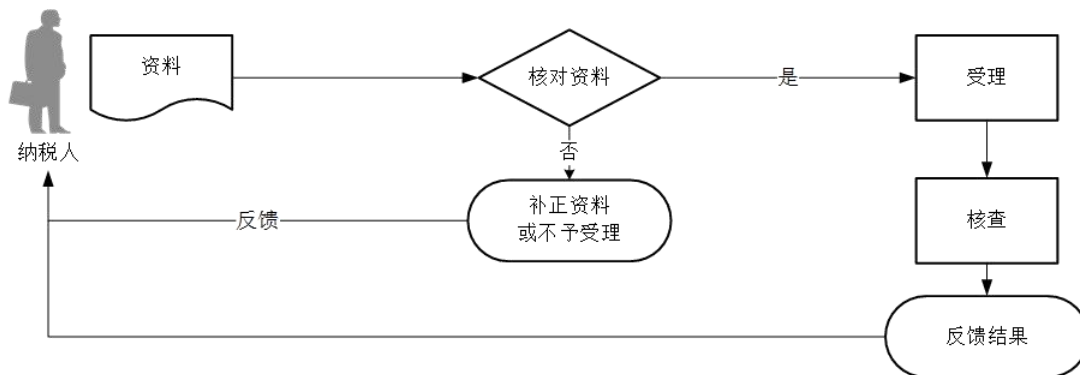 资料
核对资料
是
受理
纳税人
否
补正资料
或不予受理
反馈
核查
反馈结果